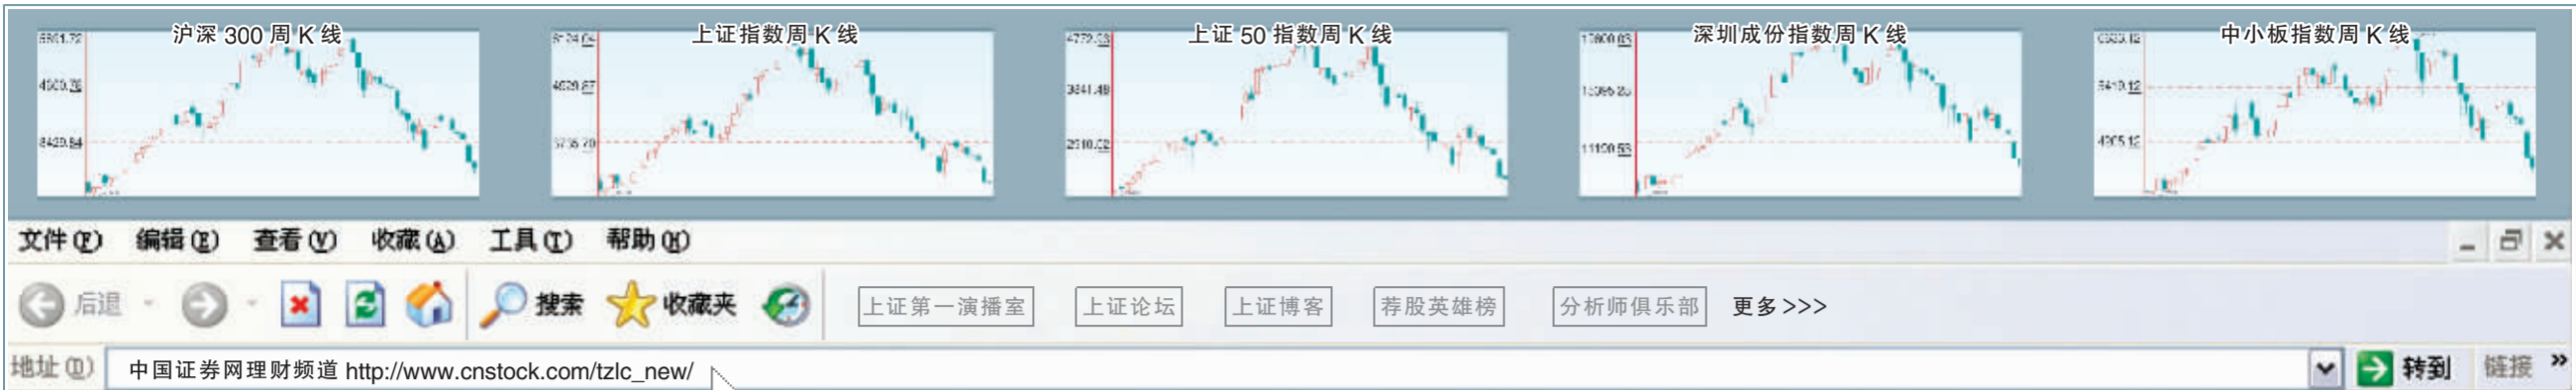 沪深 300 周 K 线
上证指数周 K 线
上证 50 指数周 K 线
深圳成份指数周 K 线
中小板指数周 K 线
文件(F) 编辑(E) 查看(V) 收藏(A) 工具(T) 帮助(H)
后退 搜索 收藏夹 上证第一演播室 上证论坛 上证博客 荐股英雄榜 分析师俱乐部 更多>>>
地址(D) 中国证券网理财频道 http://www.cnstock.com/tzlc_new/ 转到 链接 »